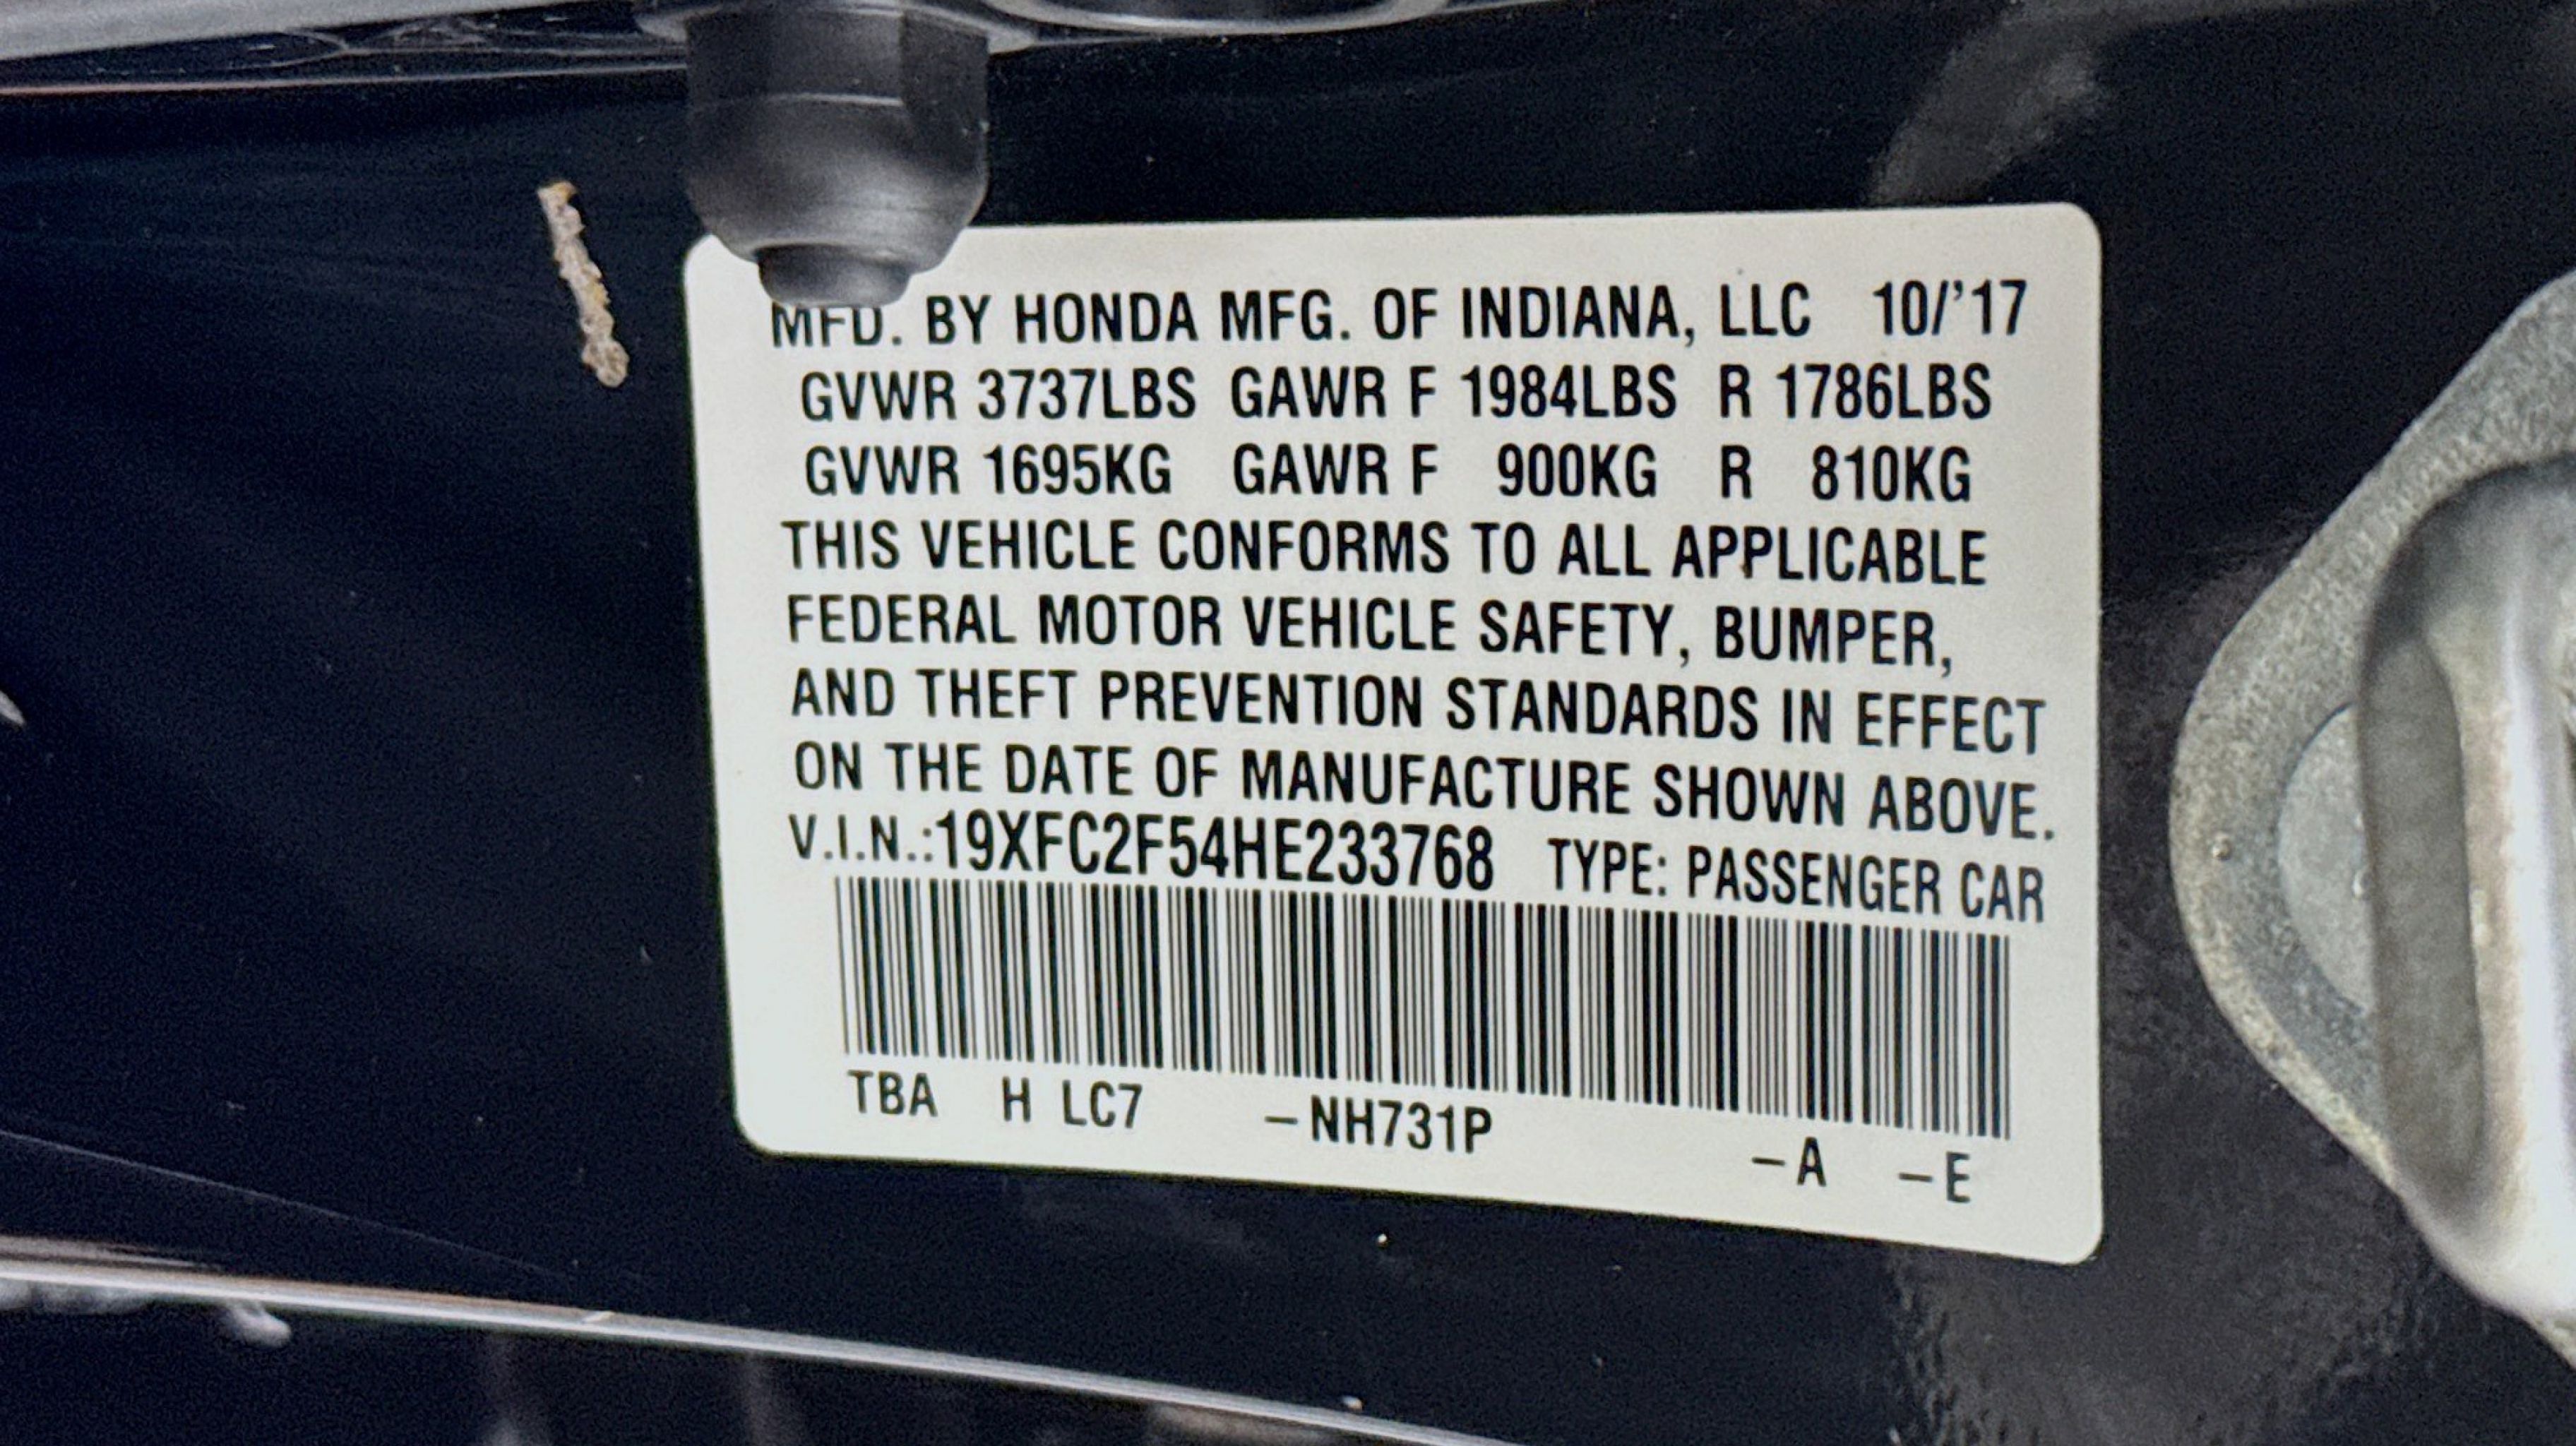 MFD. BY HONDA MFG. OF INDIANA, LLC 10/'17
GVWR 3737LBS GAWR F 1984LBS R 1786LBS
GVWR 1695KG GAWR F 900KG R 810KG
THIS VEHICLE CONFORMS TO ALL APPLICABLE
FEDERAL MOTOR VEHICLE SAFETY, BUMPER,
AND THEFT PREVENTION STANDARDS IN EFFECT
ON THE DATE OF MANUFACTURE SHOWN ABOVE.
V.I.N.:19XFC2F54HE233768 TYPE: PASSENGER CAR
TBA H LC7 –NH731P –A –E